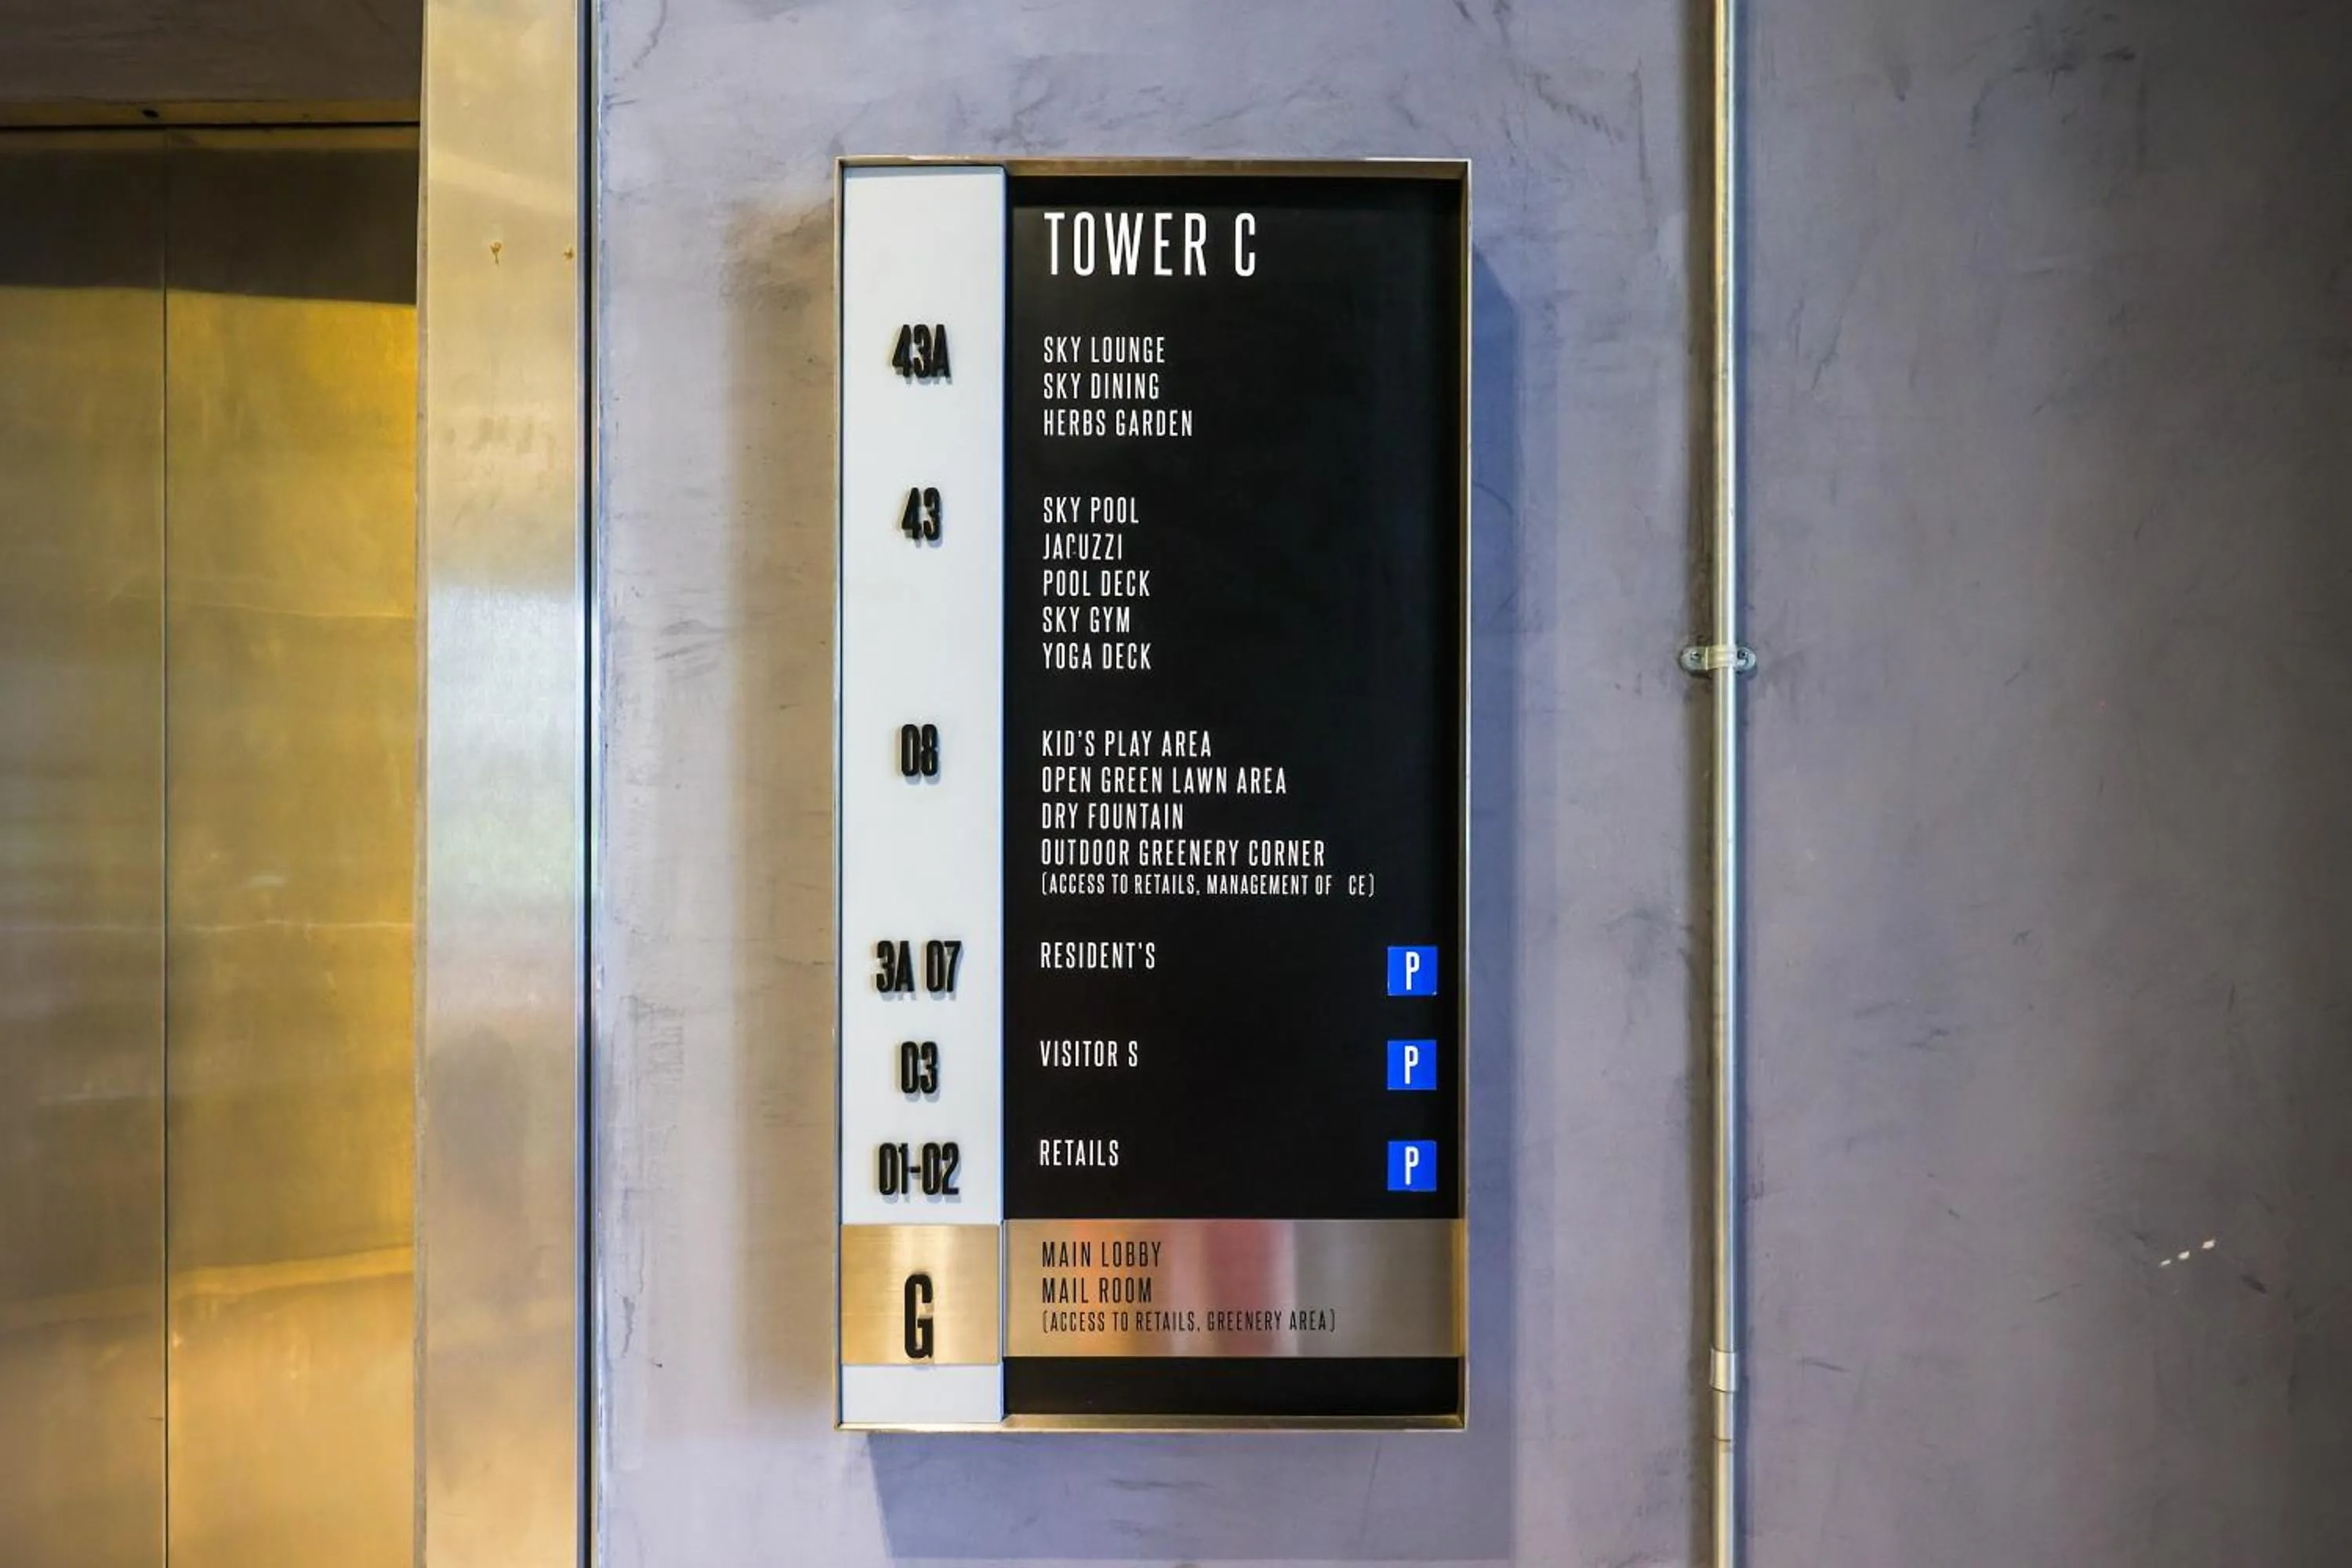 TOWER C
43A
SKY LOUNGE
SKY DINING
HERBS GARDEN
43
SKY POOL
JACUZZI
POOL DECK
SKY GYM
YOGA DECK
08
KID'S PLAY AREA
OPEN GREEN LAWN AREA
DRY FOUNTAIN
OUTDOOR GREENERY CORNER
(ACCESS TO RETAILS, MANAGEMENT OF CE)
3A 07 RESIDENT'S P
03 VISITOR S P
01-02 RETAILS P
G
MAIN LOBBY
MAIL ROOM
(ACCESS TO RETAILS, GREENERY AREA)